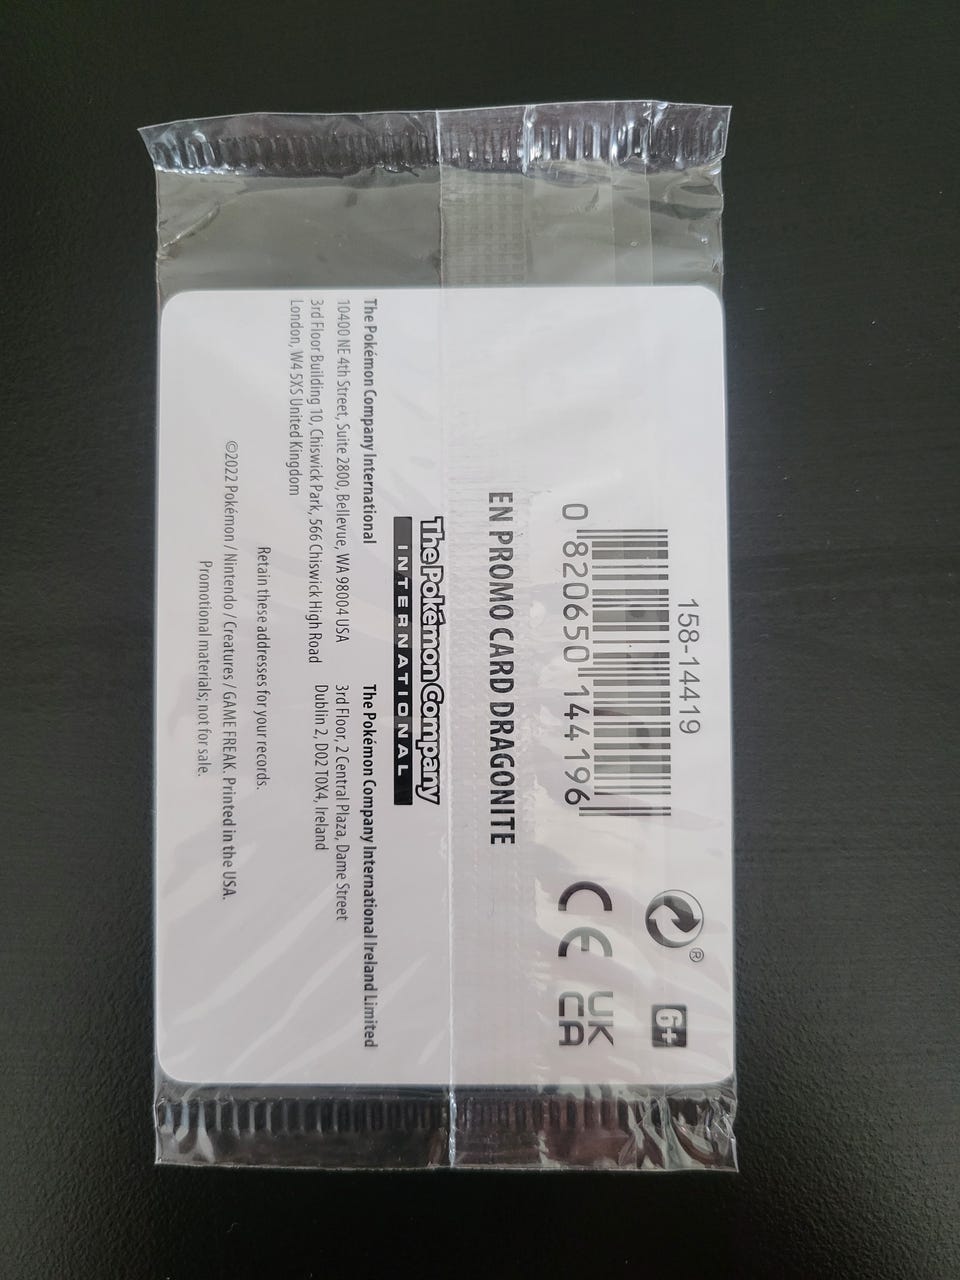 158-14419
0 820650 144196
®
6+
CE
UK
CA
EN PROMO CARD DRAGONITE
The Pokémon Company
INTERNATIONAL
The Pokémon Company International
10400 NE 4th Street, Suite 2800, Bellevue, WA 98004 USA
3rd Floor Building 10, Chiswick Park, 566 Chiswick High Road
London, W4 5XS United Kingdom
The Pokémon Company International Ireland Limited
3rd Floor, 2 Central Plaza, Dame Street
Dublin 2, D02 T0X4, Ireland
Retain these addresses for your records.
©2022 Pokémon / Nintendo / Creatures / GAME FREAK. Printed in the USA.
Promotional materials; not for sale.